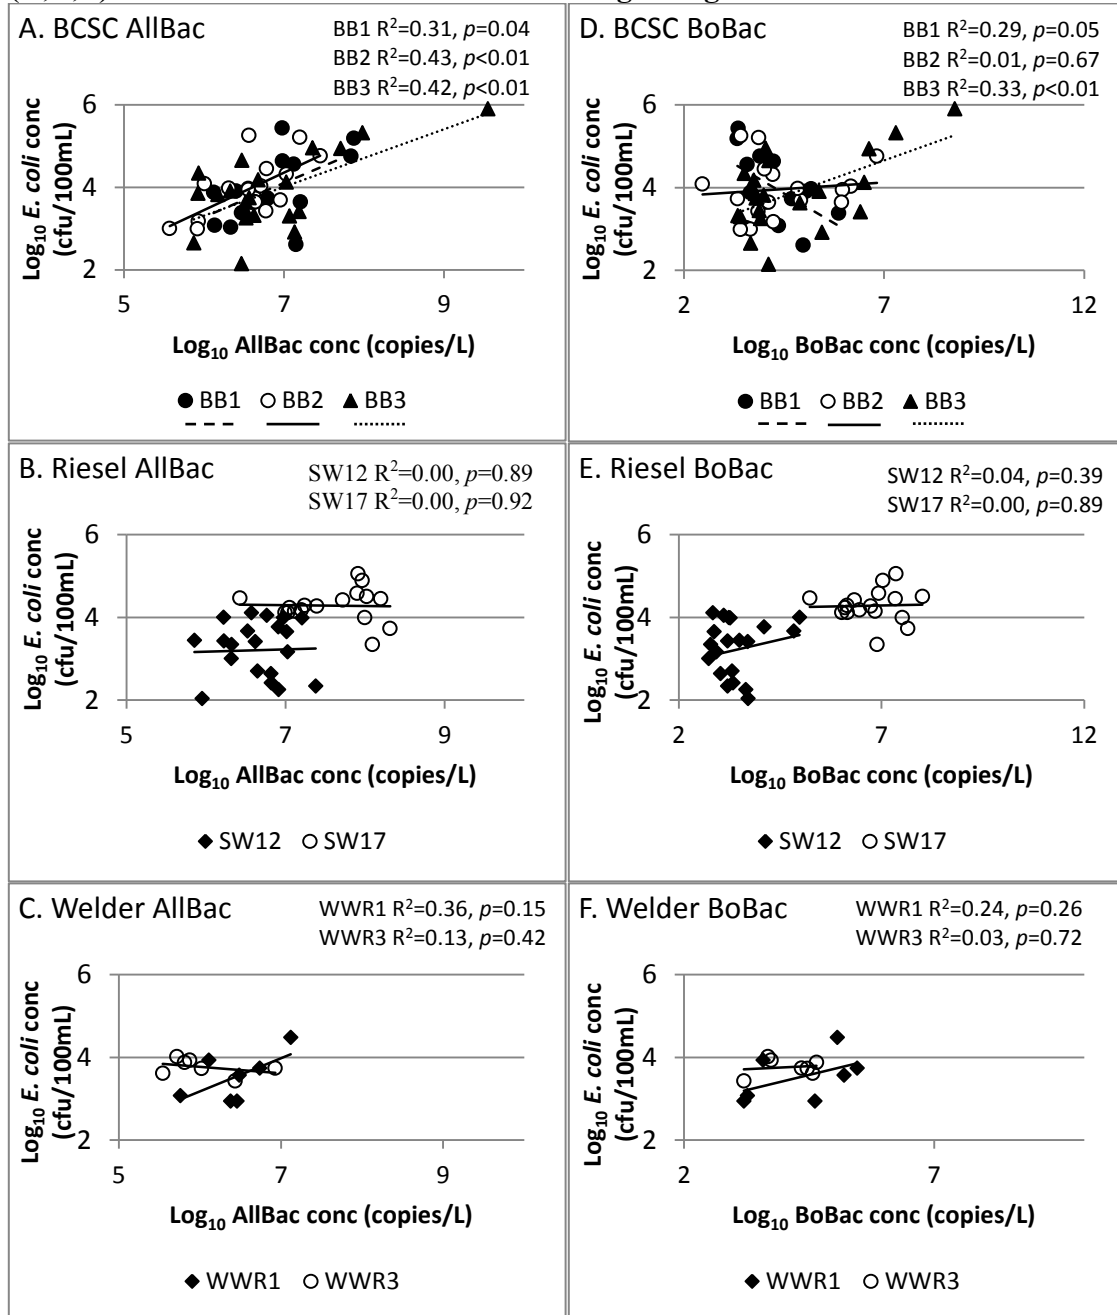 A. BCSC AllBac
BB1 R²=0.31, p=0.04
BB2 R²=0.43, p<0.01
BB3 R²=0.42, p<0.01
Log₁₀ E. coli conc
(cfu/100mL)
6
4
2
5 7 9
Log₁₀ AllBac conc (copies/L)
BB1 BB2 BB3
D. BCSC BoBac
BB1 R²=0.29, p=0.05
BB2 R²=0.01, p=0.67
BB3 R²=0.33, p<0.01
Log₁₀ E. coli conc
(cfu/100mL)
6
4
2
2 7 12
Log₁₀ BoBac conc (copies/L)
BB1 BB2 BB3
B. Riesel AllBac
SW12 R²=0.00, p=0.89
SW17 R²=0.00, p=0.92
Log₁₀ E. coli conc
(cfu/100mL)
6
4
2
5 7 9
Log₁₀ AllBac conc (copies/L)
SW12 SW17
E. Riesel BoBac
SW12 R²=0.04, p=0.39
SW17 R²=0.00, p=0.89
Log₁₀ E. coli conc
(cfu/100mL)
6
4
2
2 7 12
Log₁₀ BoBac conc (copies/L)
SW12 SW17
C. Welder AllBac
WWR1 R²=0.36, p=0.15
WWR3 R²=0.13, p=0.42
Log₁₀ E. coli conc
(cfu/100mL)
6
4
2
5 7 9
Log₁₀ AllBac conc (copies/L)
WWR1 WWR3
F. Welder BoBac
WWR1 R²=0.24, p=0.26
WWR3 R²=0.03, p=0.72
Log₁₀ E. coli conc
(cfu/100mL)
6
4
2
2 7
Log₁₀ BoBac conc (copies/L)
WWR1 WWR3